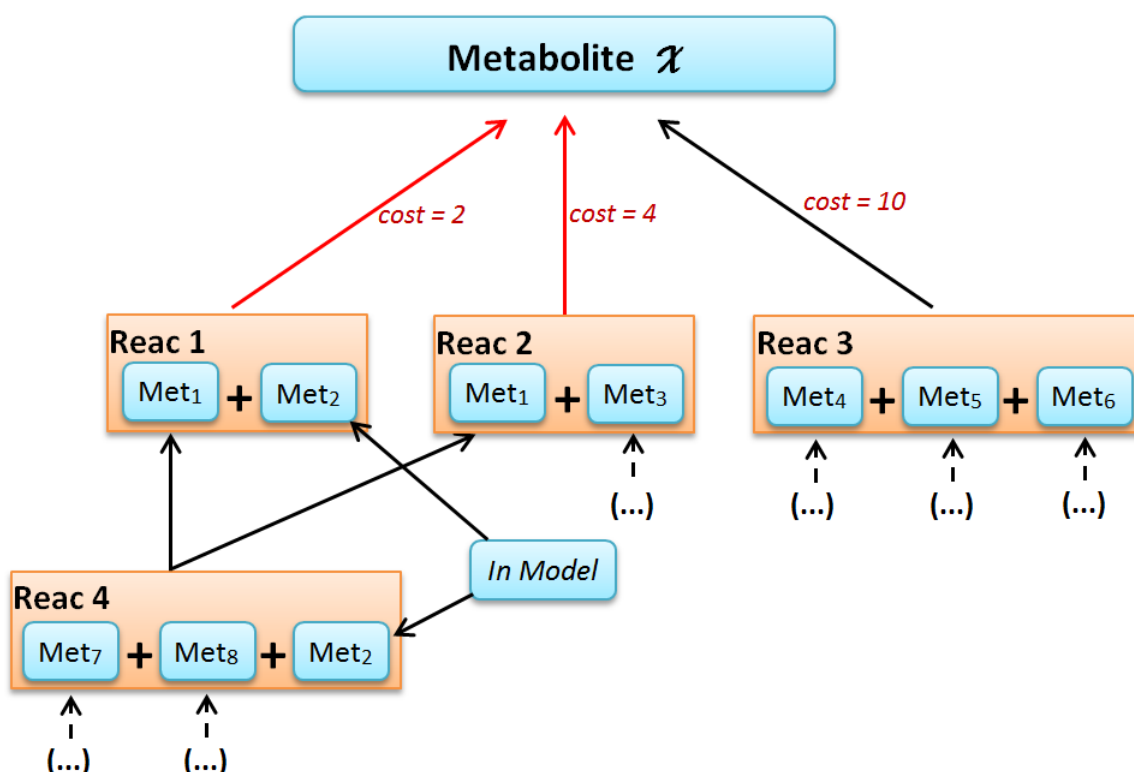 Metabolite 𝓍
cost = 2
cost = 4
cost = 10
Reac 1
Met₁ + Met₂
Reac 2
Met₁ + Met₃
Reac 3
Met₄ + Met₅ + Met₆
(...)
(...)
(...)
(...)
In Model
Reac 4
Met₇ + Met₈ + Met₂
(...)
(...)